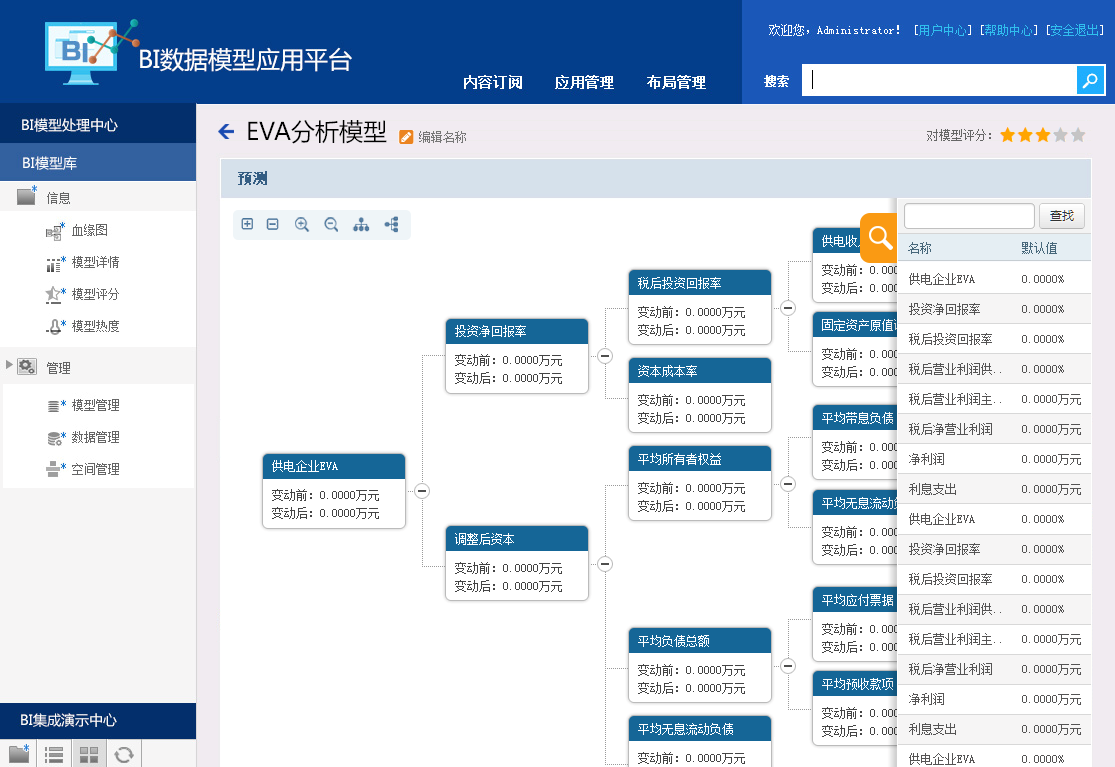 BI
BI数据模型应用平台
内容订阅
应用管理
布局管理
欢迎您，Administrator！ [用户中心] [帮助中心] [安全退出]
搜索
BI模型处理中心
BI模型库
信息
血缘图
模型详情
模型评分
模型热度
管理
模型管理
数据管理
空间管理
BI集成演示中心
EVA分析模型
编辑名称
对模型评分：
预测
供电企业EVA
变动前：0.0000万元
变动后：0.0000万元
投资净回报率
变动前：0.0000万元
变动后：0.0000万元
调整后资本
变动前：0.0000万元
变动后：0.0000万元
税后投资回报率
变动前：0.0000万元
变动后：0.0000万元
资本成本率
变动前：0.0000万元
变动后：0.0000万元
平均所有者权益
变动前：0.0000万元
变动后：0.0000万元
平均负债总额
变动前：0.0000万元
变动后：0.0000万元
平均无息流动负债
变动前：0.0000万元
供电收
变动前：0.000
变动后：0.000
固定资产原值
变动前：0.000
变动后：0.000
平均带息负债
变动前：0.000
变动后：0.000
平均无息流动
变动前：0.000
变动后：0.000
平均应付票据
变动前：0.000
变动后：0.000
平均预收款项
变动前：0.000
变动后：0.000
查找
名称 默认值
供电企业EVA 0.0000%
投资净回报率 0.0000%
税后投资回报率 0.0000%
税后营业利润供.. 0.0000%
税后营业利润主.. 0.0000万元
税后净营业利润 0.0000万元
净利润 0.0000万元
利息支出 0.0000万元
供电企业EVA 0.0000%
投资净回报率 0.0000%
税后投资回报率 0.0000%
税后营业利润供.. 0.0000%
税后营业利润主.. 0.0000万元
税后净营业利润 0.0000万元
净利润 0.0000万元
利息支出 0.0000万元
供电企业EVA 0.0000%